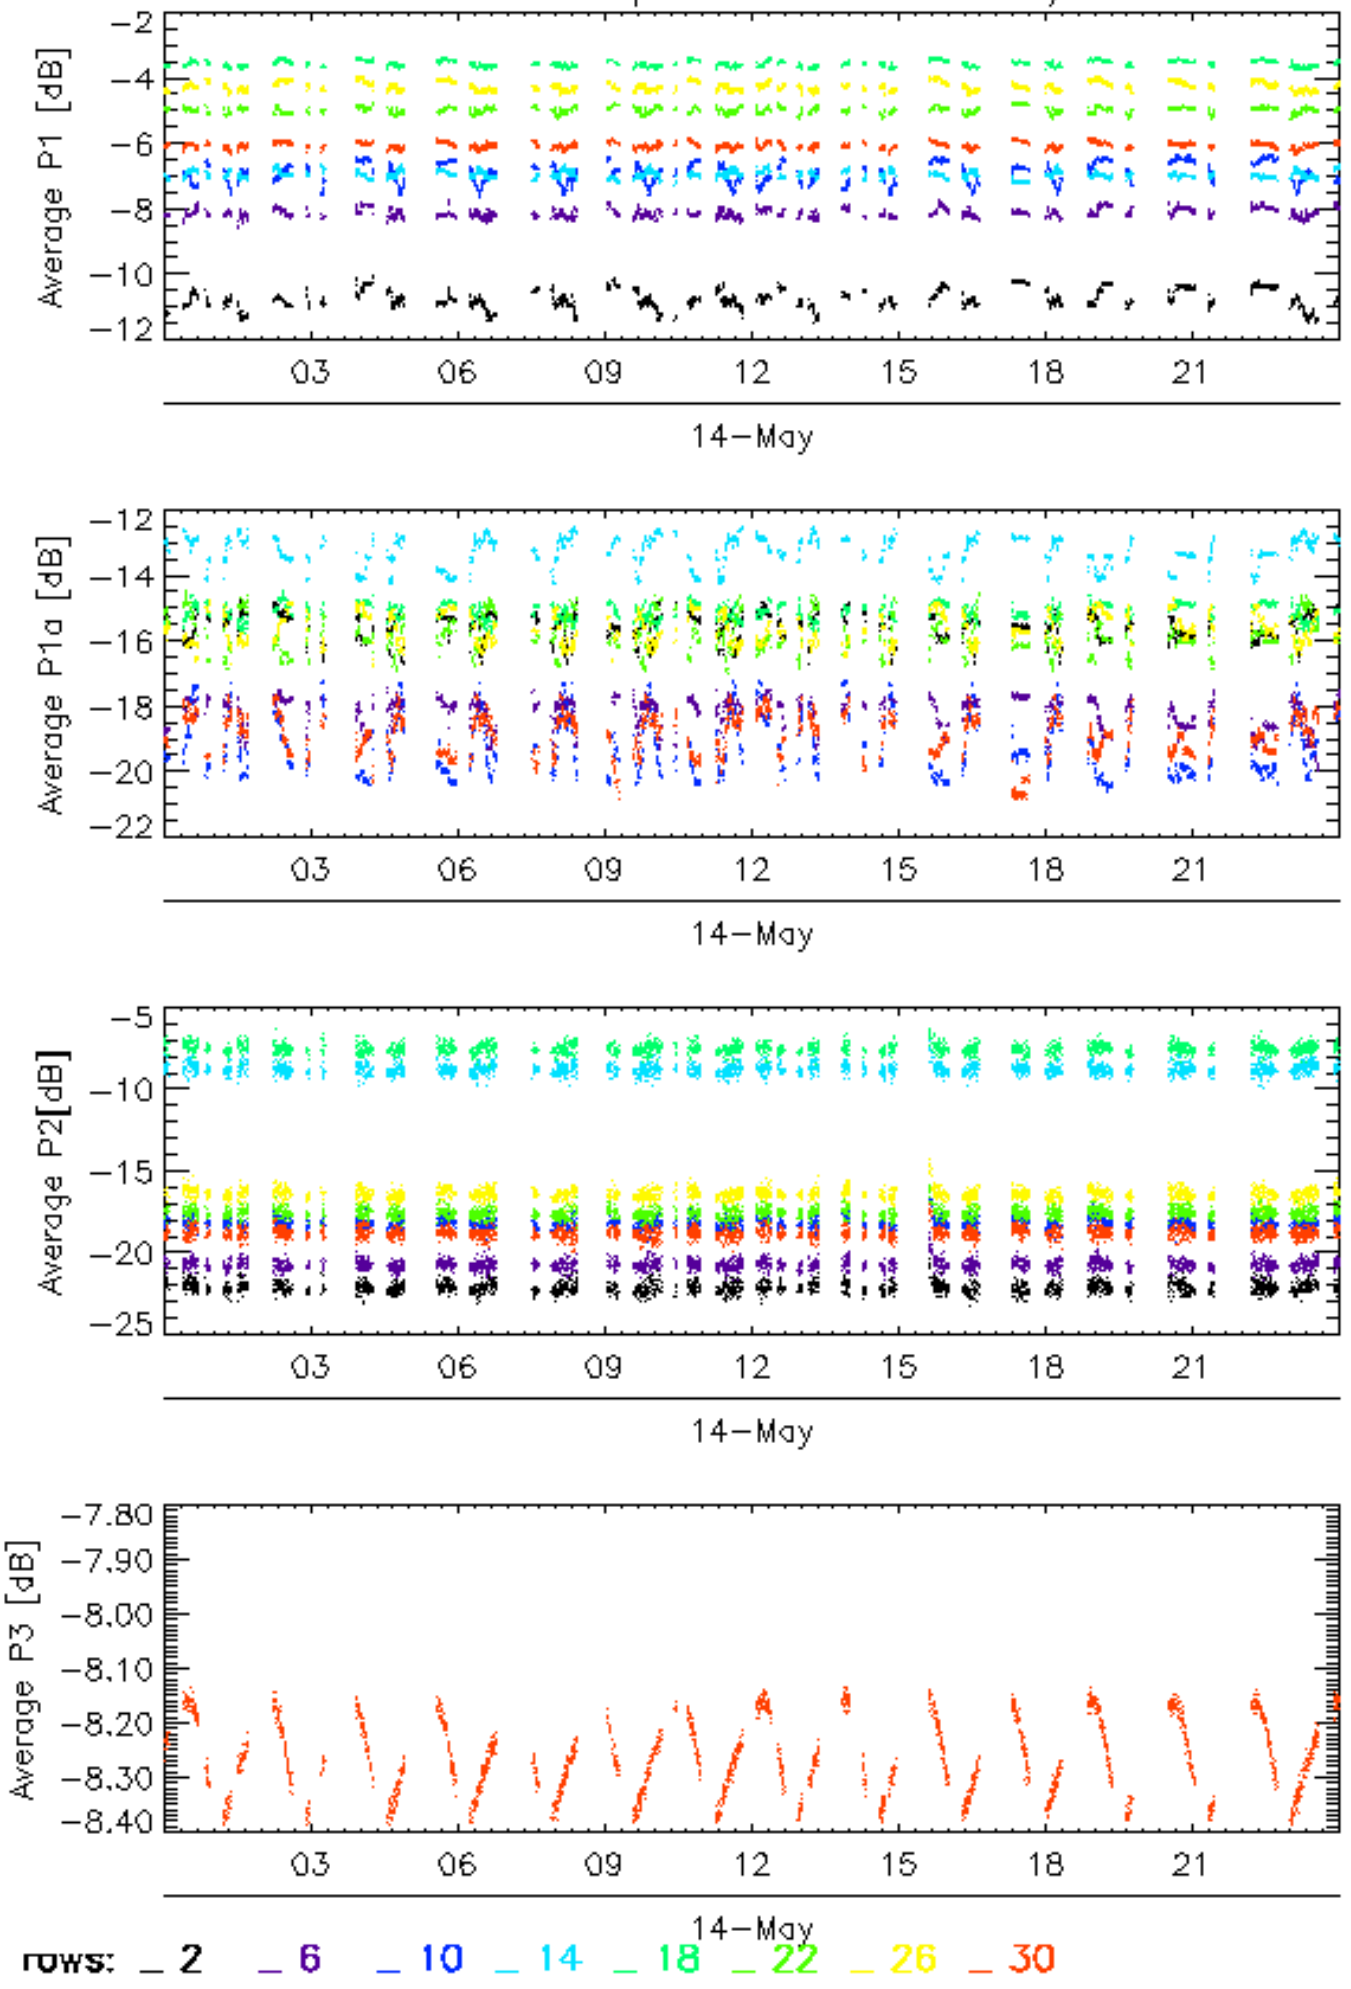 Average P1 [dB]
-2
-4
-6
-8
-10
-12
03 06 09 12 15 18 21
14-May
Average P1a [dB]
-12
-14
-16
-18
-20
-22
03 06 09 12 15 18 21
14-May
Average P2[dB]
-5
-10
-15
-20
-25
03 06 09 12 15 18 21
14-May
Average P3 [dB]
-7.80
-7.90
-8.00
-8.10
-8.20
-8.30
-8.40
03 06 09 12 15 18 21
14-May
rows: _ 2 _ 6 _ 10 _ 14 _ 18 _ 22 _ 26 _ 30